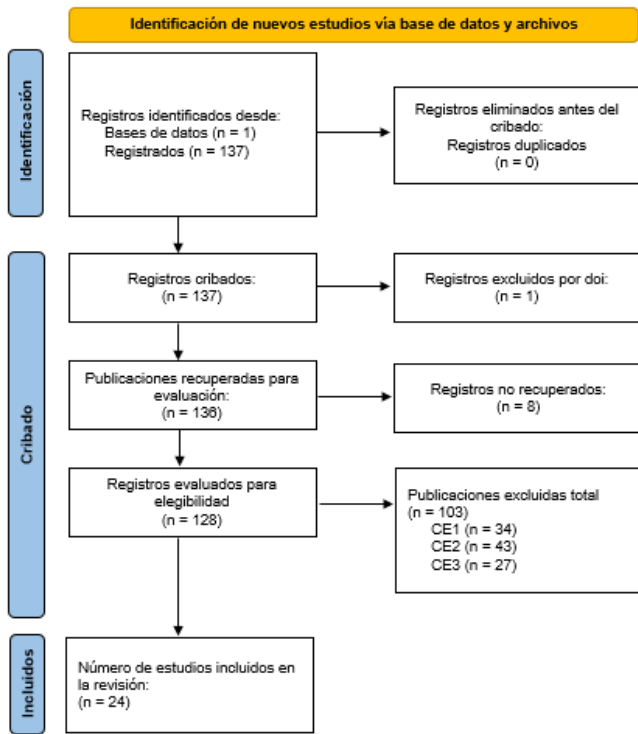 Identificación de nuevos estudios vía base de datos y archivos
Identificación
Registros identificados desde:
Bases de datos (n = 1)
Registrados (n = 137)
Registros eliminados antes del
cribado:
Registros duplicados
(n = 0)
Cribado
Registros cribados:
(n = 137)
Registros excluidos por doi:
(n = 1)
Publicaciones recuperadas para
evaluación:
(n = 136)
Registros no recuperados:
(n = 8)
Registros evaluados para
elegibilidad
(n = 128)
Publicaciones excluidas total
(n = 103)
CE1 (n = 34)
CE2 (n = 43)
CE3 (n = 27)
Incluidos
Número de estudios incluidos en
la revisión:
(n = 24)